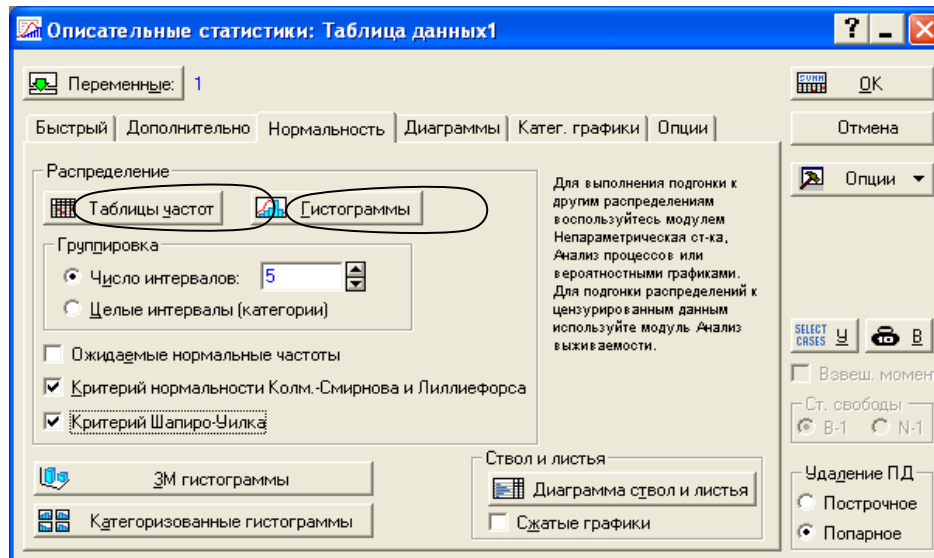 Описательные статистики: Таблица данных1
Переменные: 1
Быстрый Дополнительно Нормальность Диаграммы Катег. графики Опции
Распределение
Таблицы частот Гистограммы
Группировка
Число интервалов: 5
Целые интервалы (категории)
Ожидаемые нормальные частоты
Критерий нормальности Колм.-Смирнова и Лиллиефорса
Критерий Шапиро-Уилка
Для выполнения подгонки к
другим распределениям
воспользуйтесь модулем
Непараметрическая ст-ка,
Анализ процессов или
вероятностными графиками.
Для подгонки распределений к
цензурированным данным
используйте модуль Анализ
выживаемости.
3М гистограммы
Категоризованные гистограммы
Ствол и листья
Диаграмма ствол и листья
Сжатые графики
SUMM OK
Отмена
Опции
SELECT CASES У В
Взвеш. момен
Ст. свободы
В-1 N-1
Удаление ПД
Построчное
Попарное